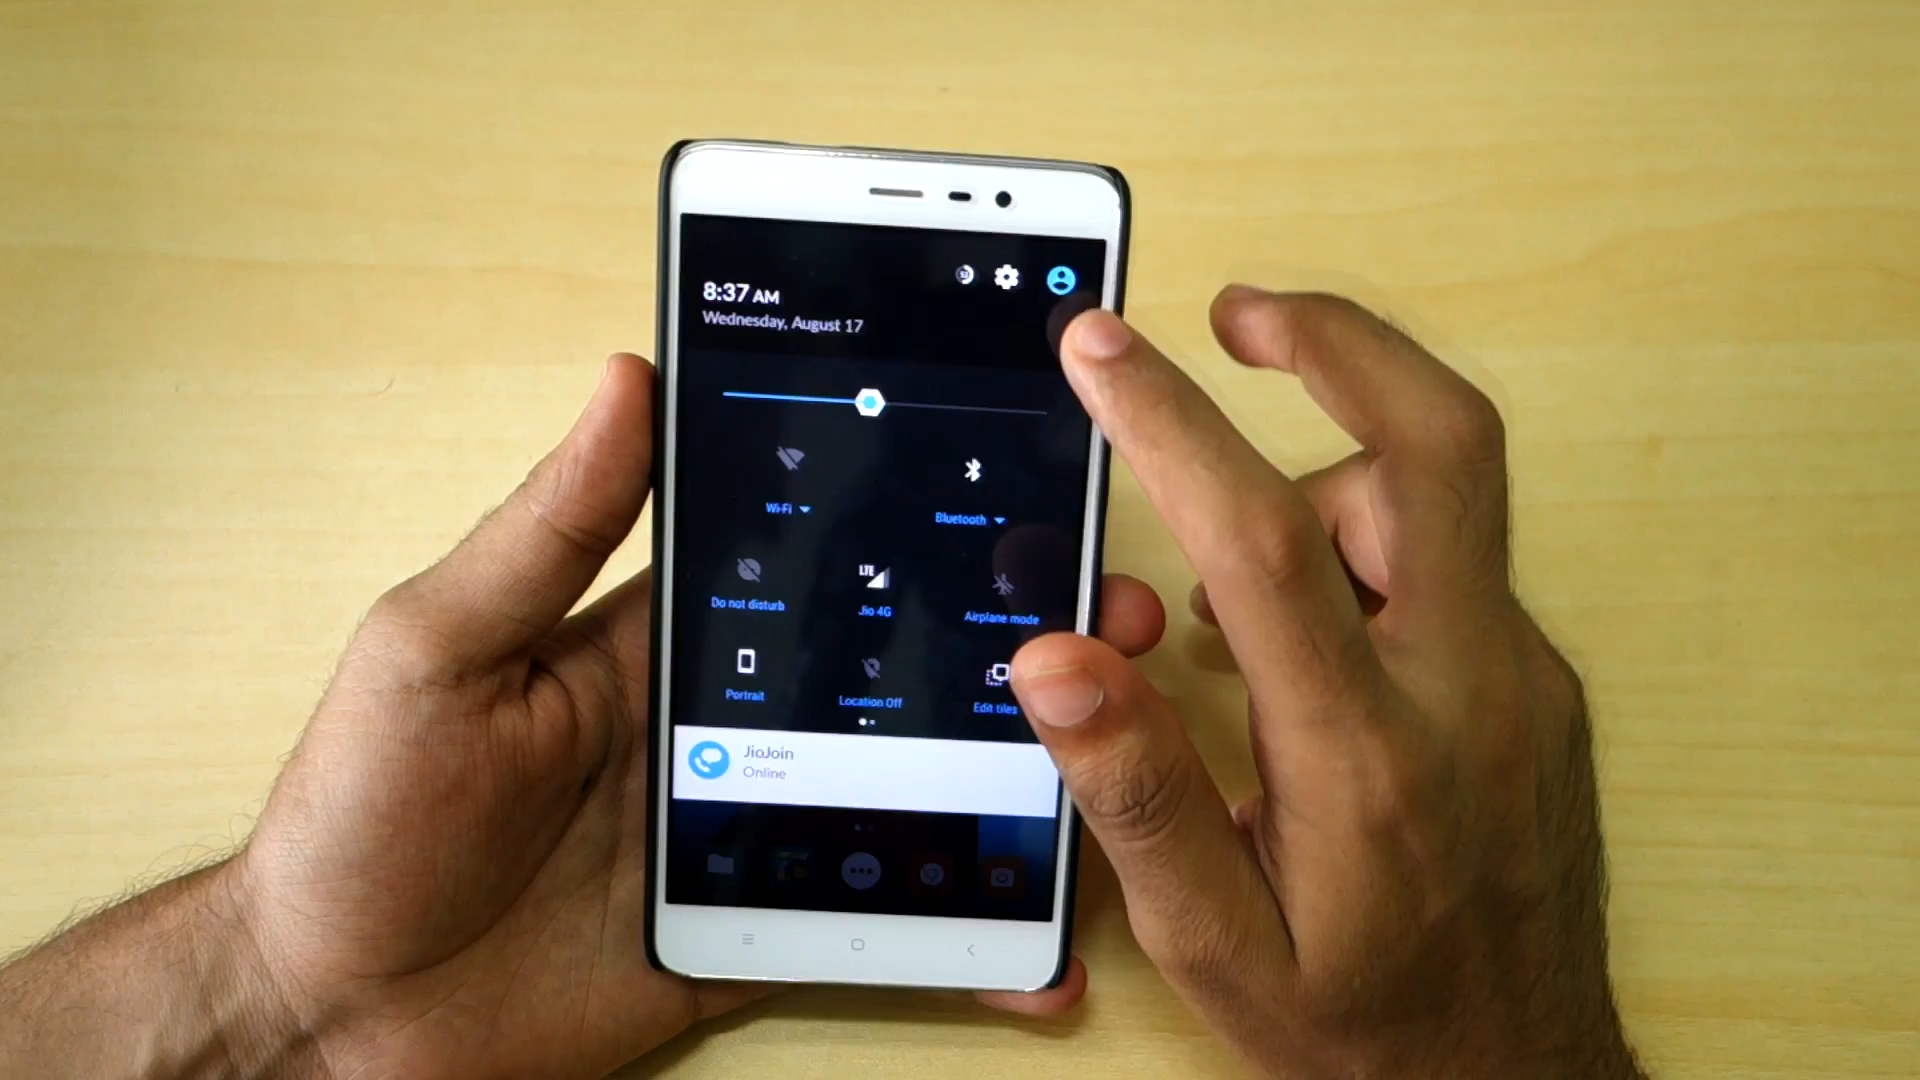 8:37 AM
Wednesday, August 17
Wi-Fi
Bluetooth
Do not disturb
LTE
Jio 4G
Airplane mode
Portrait
Location Off
Edit tiles
JioJoin
Online